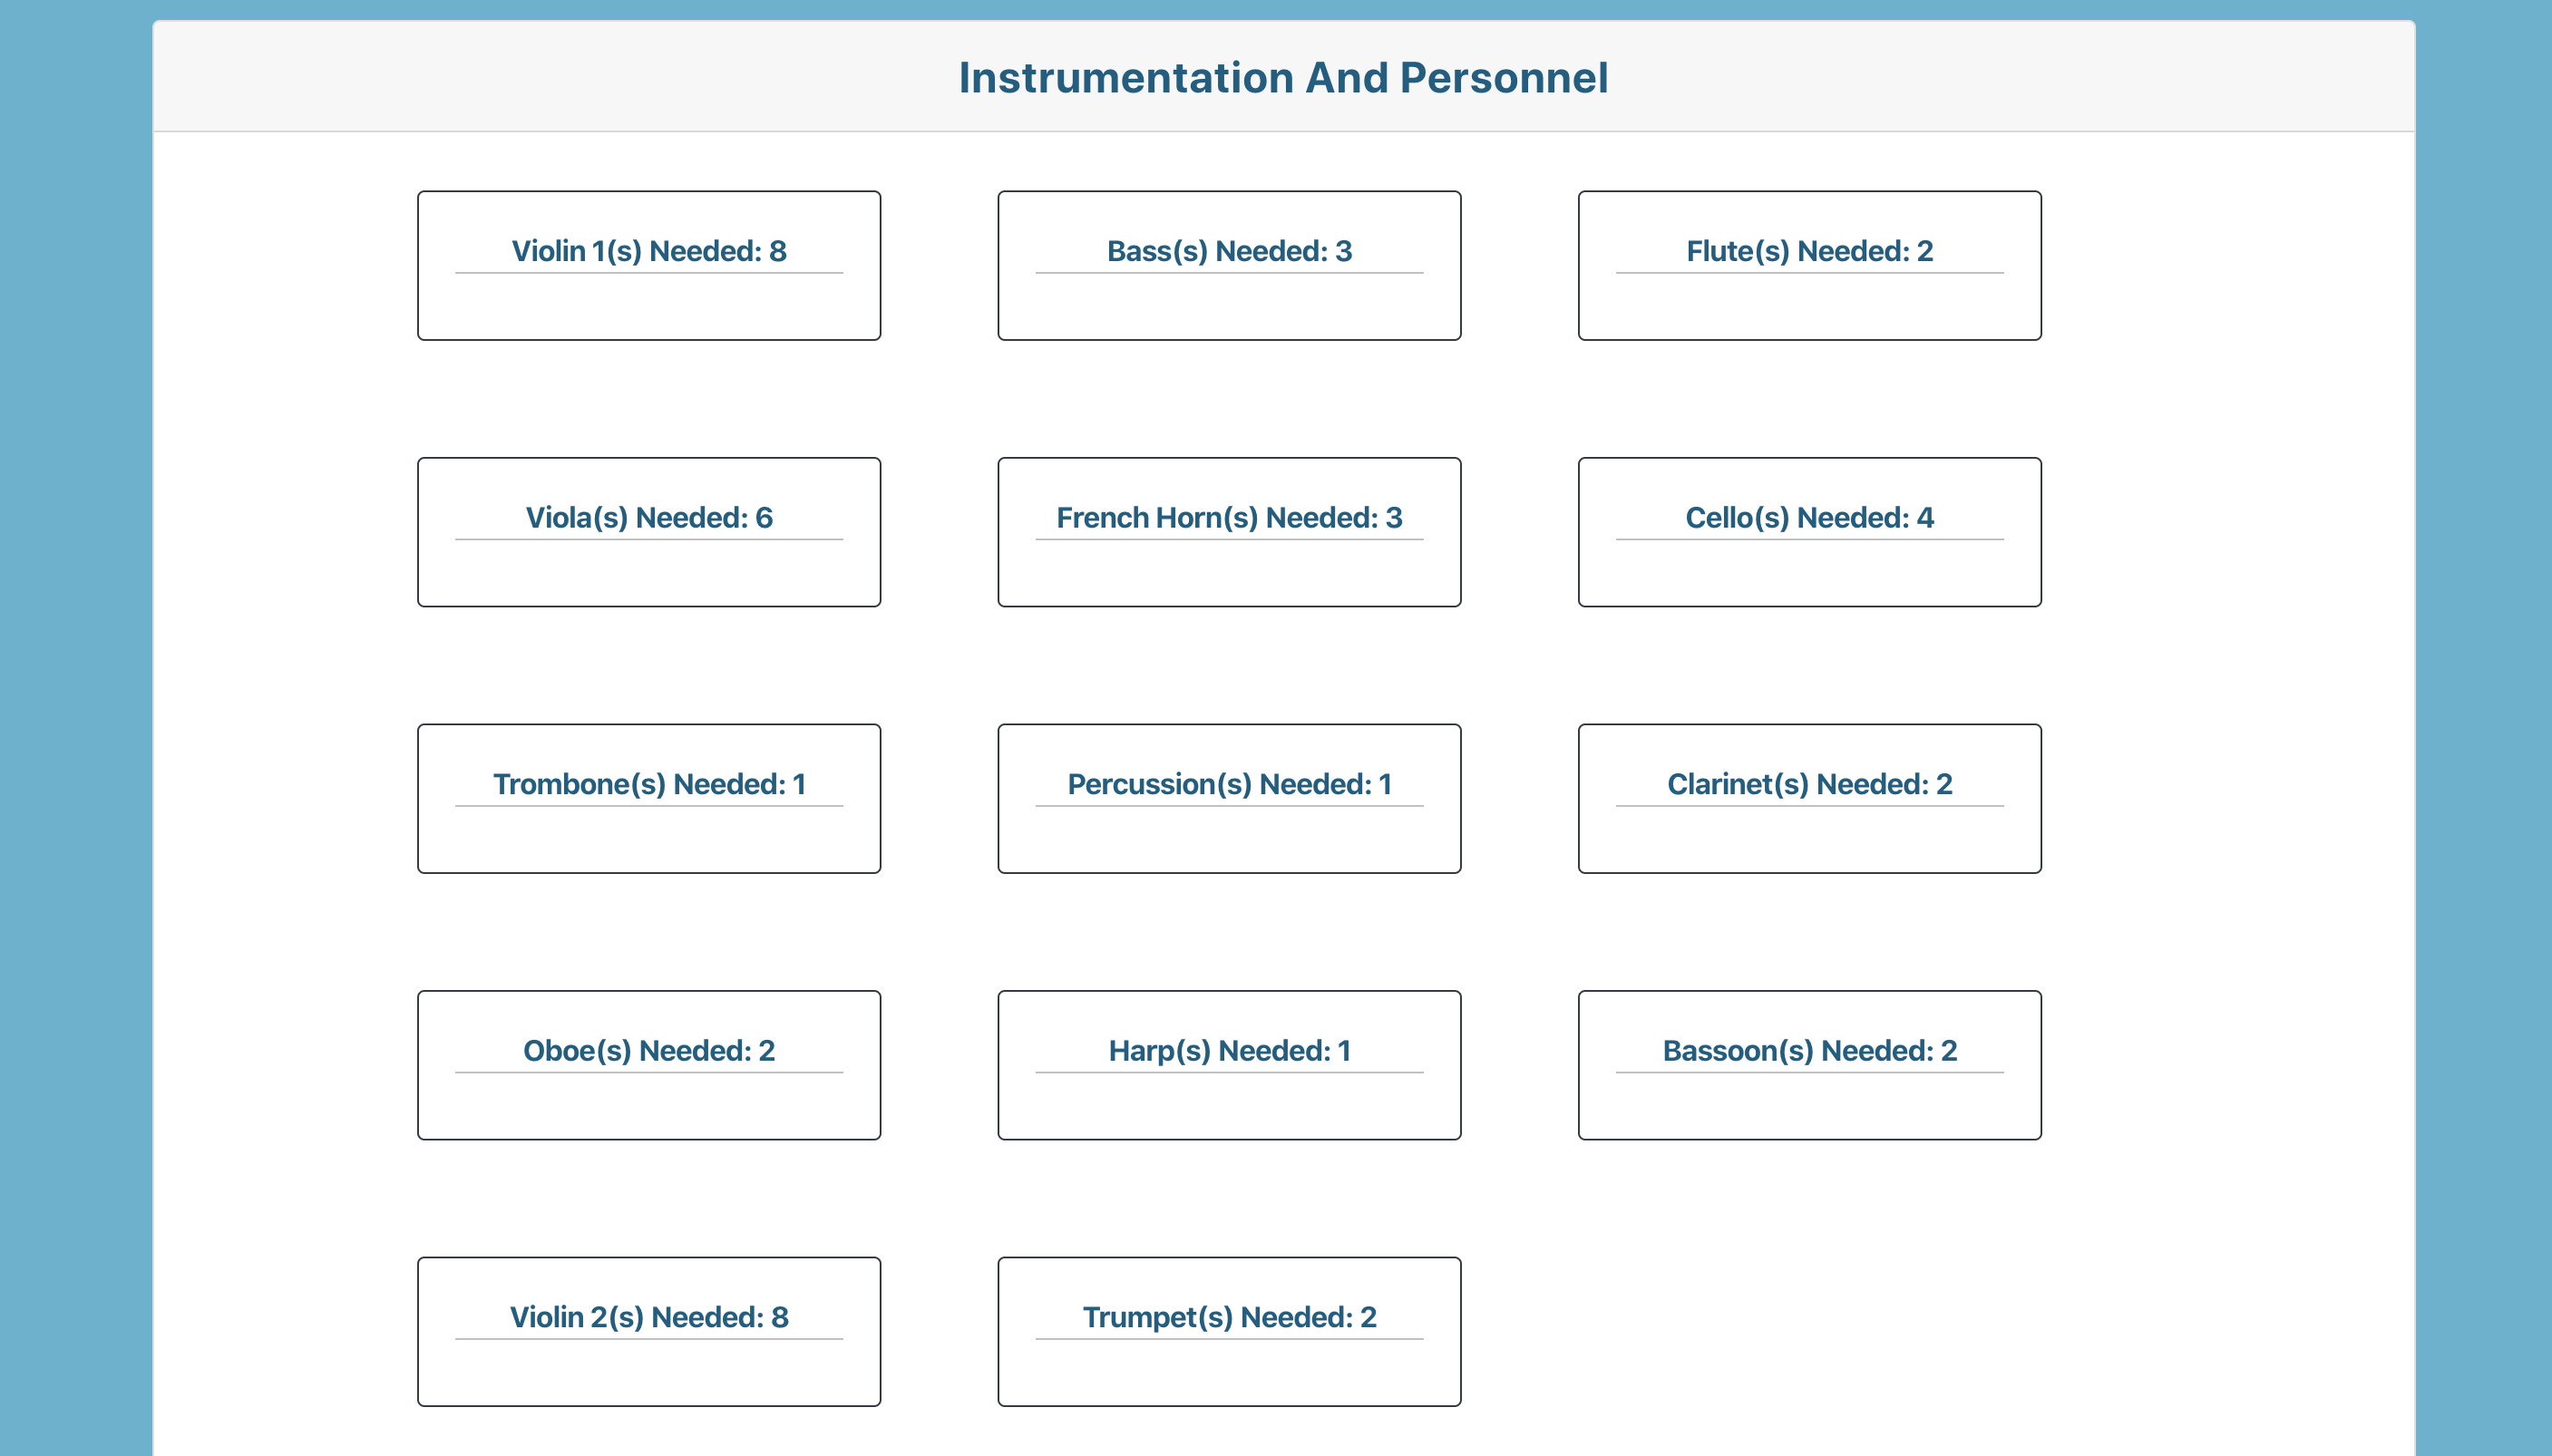 Instrumentation And Personnel
Violin 1(s) Needed: 8
Bass(s) Needed: 3
Flute(s) Needed: 2
Viola(s) Needed: 6
French Horn(s) Needed: 3
Cello(s) Needed: 4
Trombone(s) Needed: 1
Percussion(s) Needed: 1
Clarinet(s) Needed: 2
Oboe(s) Needed: 2
Harp(s) Needed: 1
Bassoon(s) Needed: 2
Violin 2(s) Needed: 8
Trumpet(s) Needed: 2